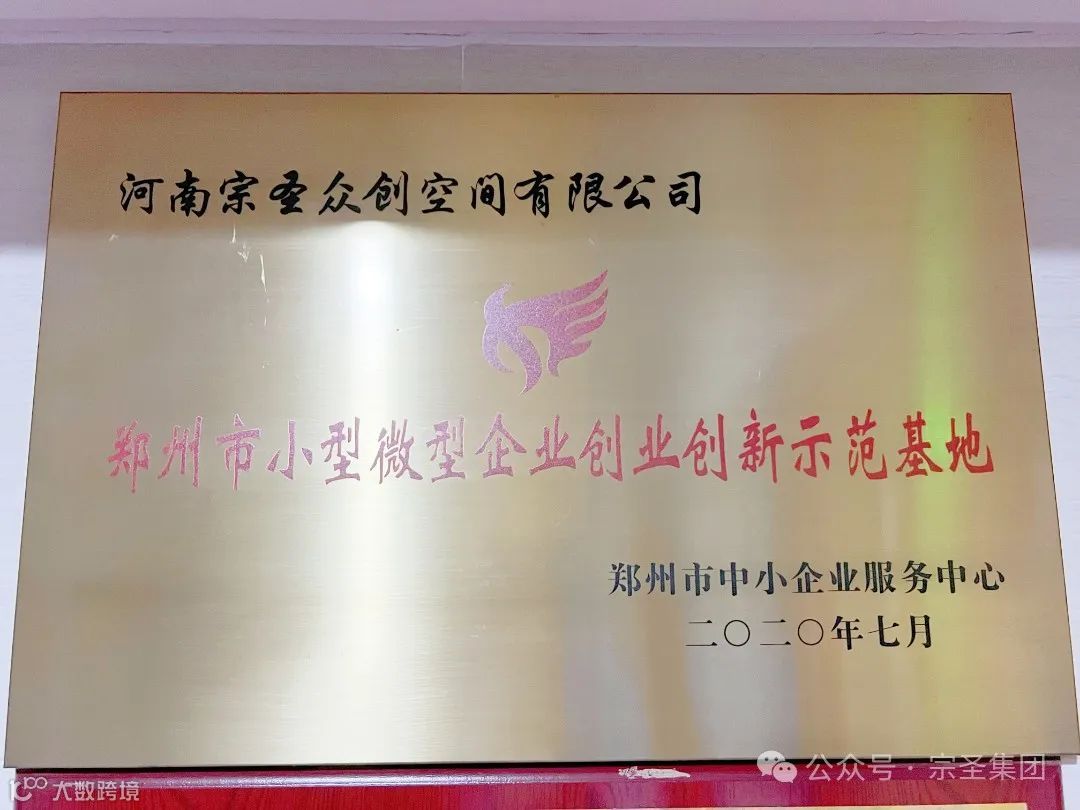 河南宗圣众创空间有限公司
郑州市小型微型企业创业创新示范基地
郑州市中小企业服务中心
二〇二〇年七月
公众号·宗圣集团
大数跨境